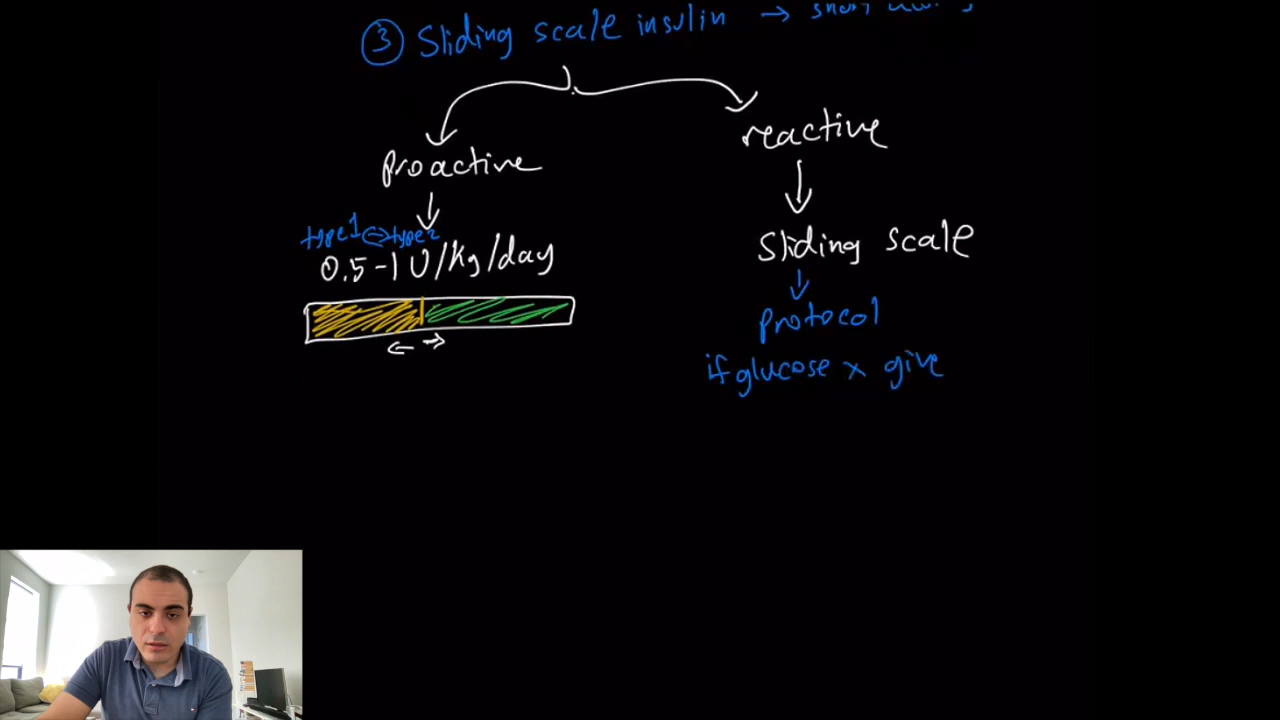 ③ Sliding scale insulin → short
proactive
reactive
type1 ↔ type2
0.5-1 U/kg/day
sliding scale
protocol
if glucose x give